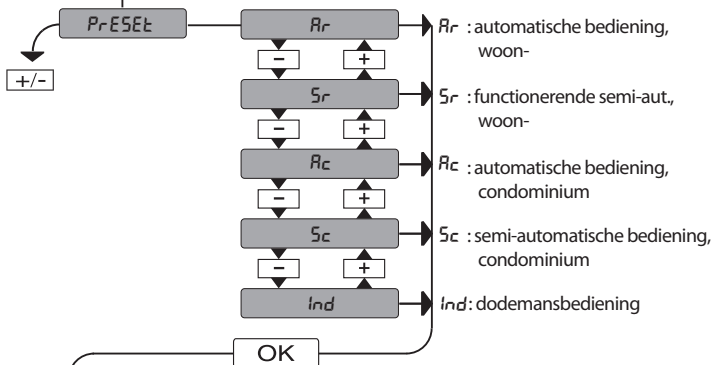 PrESEt
+/-
Ar
- +
Sr
- +
Ac
- +
Sc
- +
Ind
Ar : automatische bediening,
woon-
Sr : functionerende semi-aut.,
woon-
Ac : automatische bediening,
condominium
Sc : semi-automatische bediening,
condominium
Ind: dodemansbediening
OK